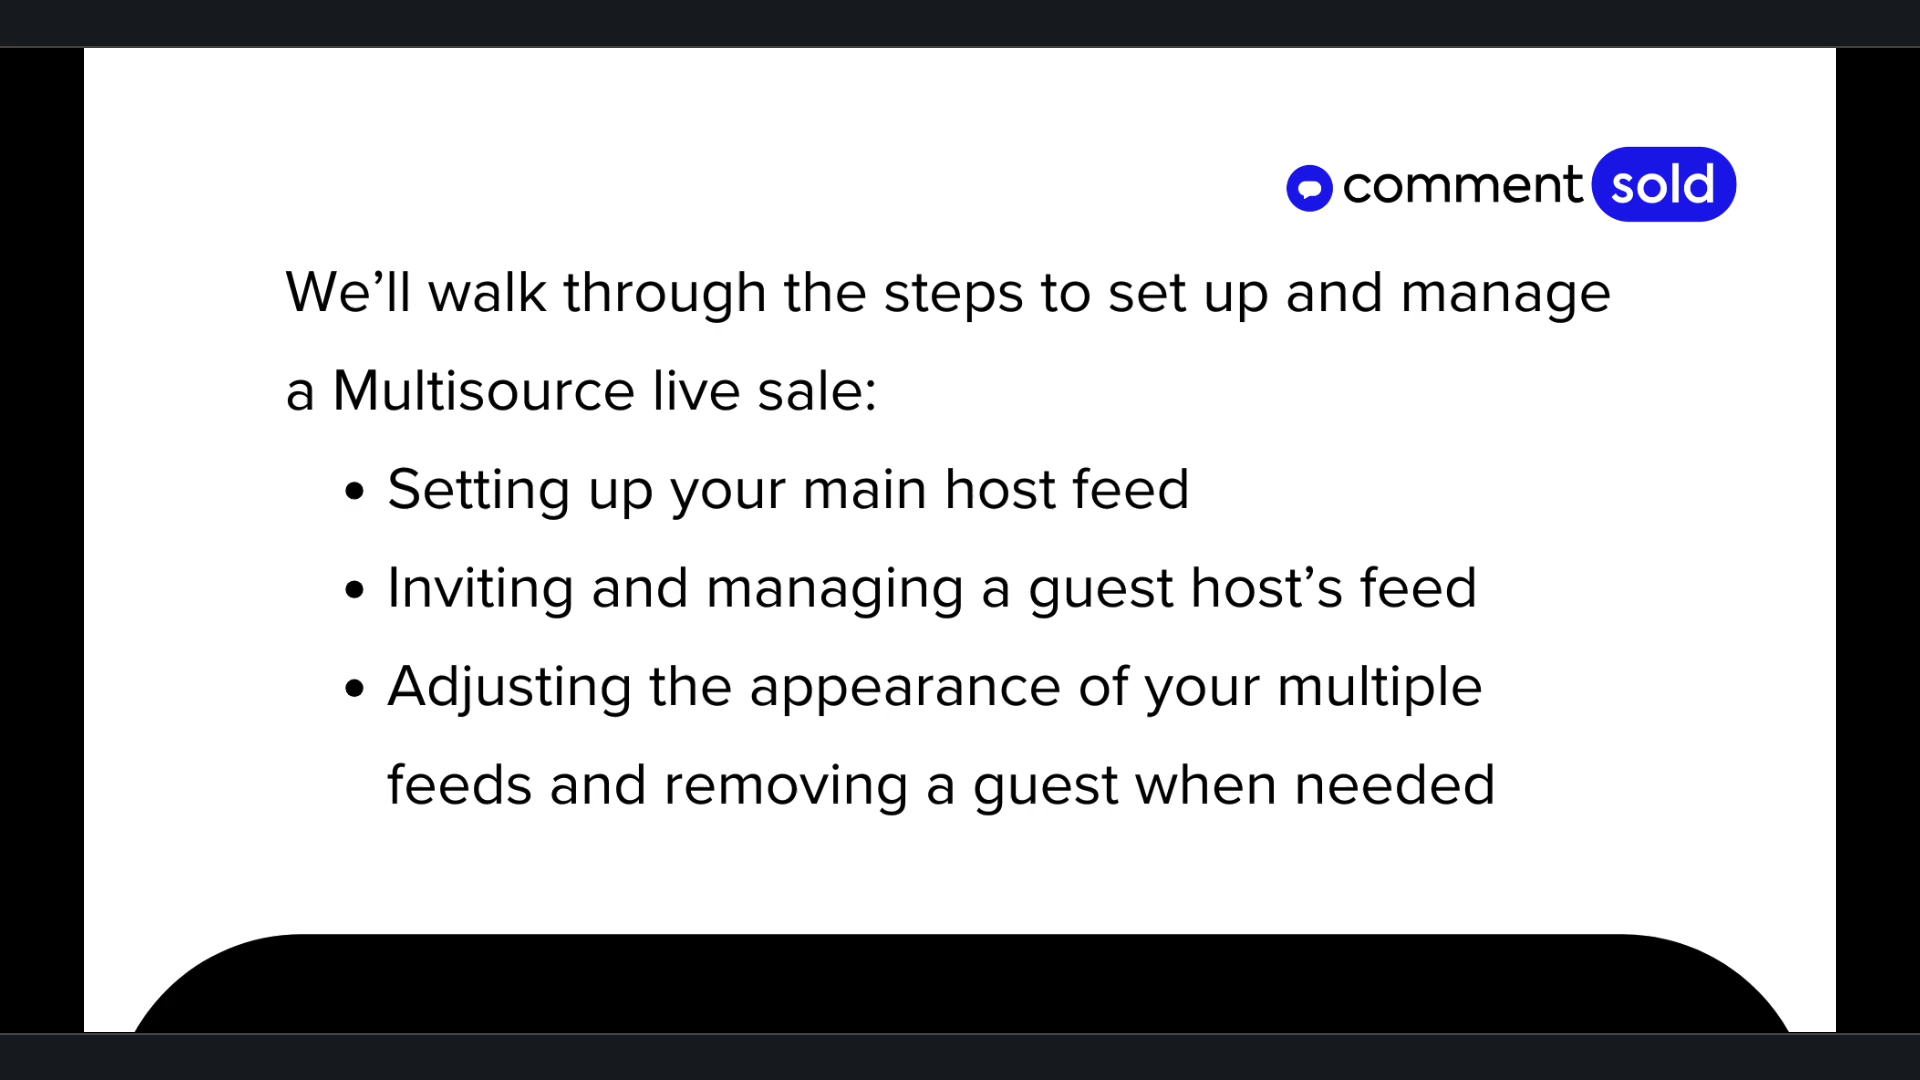 comment sold
We’ll walk through the steps to set up and manage
a Multisource live sale:
• Setting up your main host feed
• Inviting and managing a guest host’s feed
• Adjusting the appearance of your multiple
feeds and removing a guest when needed